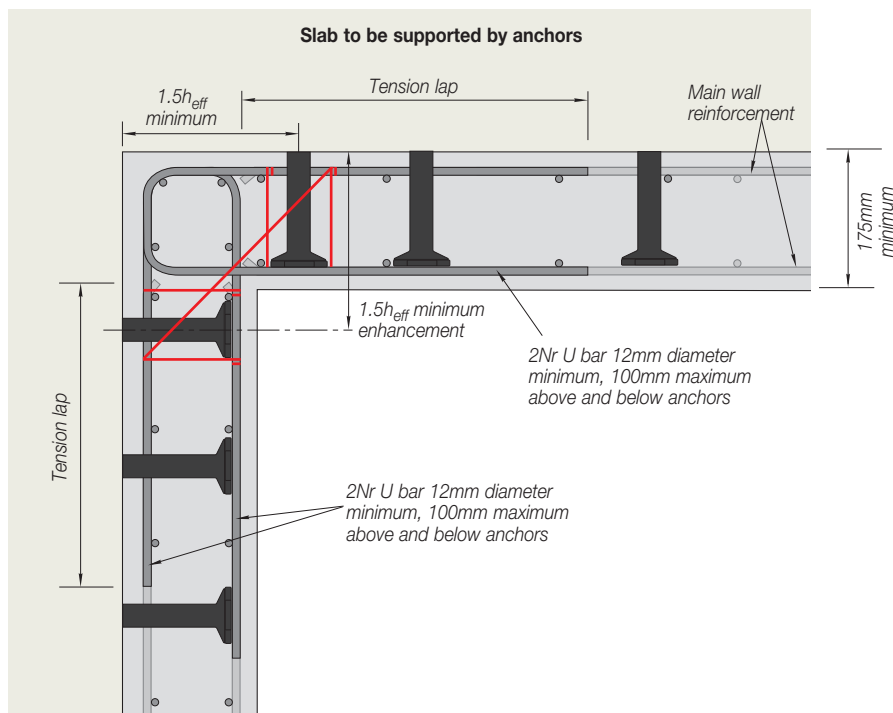 Slab to be supported by anchors
1.5heff
minimum
Tension lap
Main wall
reinforcement
175mm
minimum
1.5heff minimum
enhancement
2Nr U bar 12mm diameter
minimum, 100mm maximum
above and below anchors
Tension lap
2Nr U bar 12mm diameter
minimum, 100mm maximum
above and below anchors